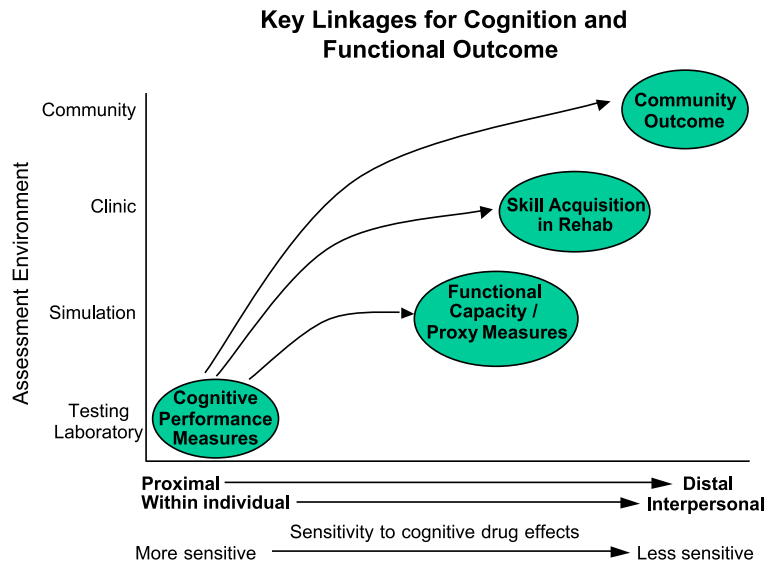 Key Linkages for Cognition and
Functional Outcome
Assessment Environment
Community
Clinic
Simulation
Testing
Laboratory
Community
Outcome
Skill Acquisition
in Rehab
Functional
Capacity /
Proxy Measures
Cognitive
Performance
Measures
Proximal Distal
Within individual Interpersonal
Sensitivity to cognitive drug effects
More sensitive Less sensitive